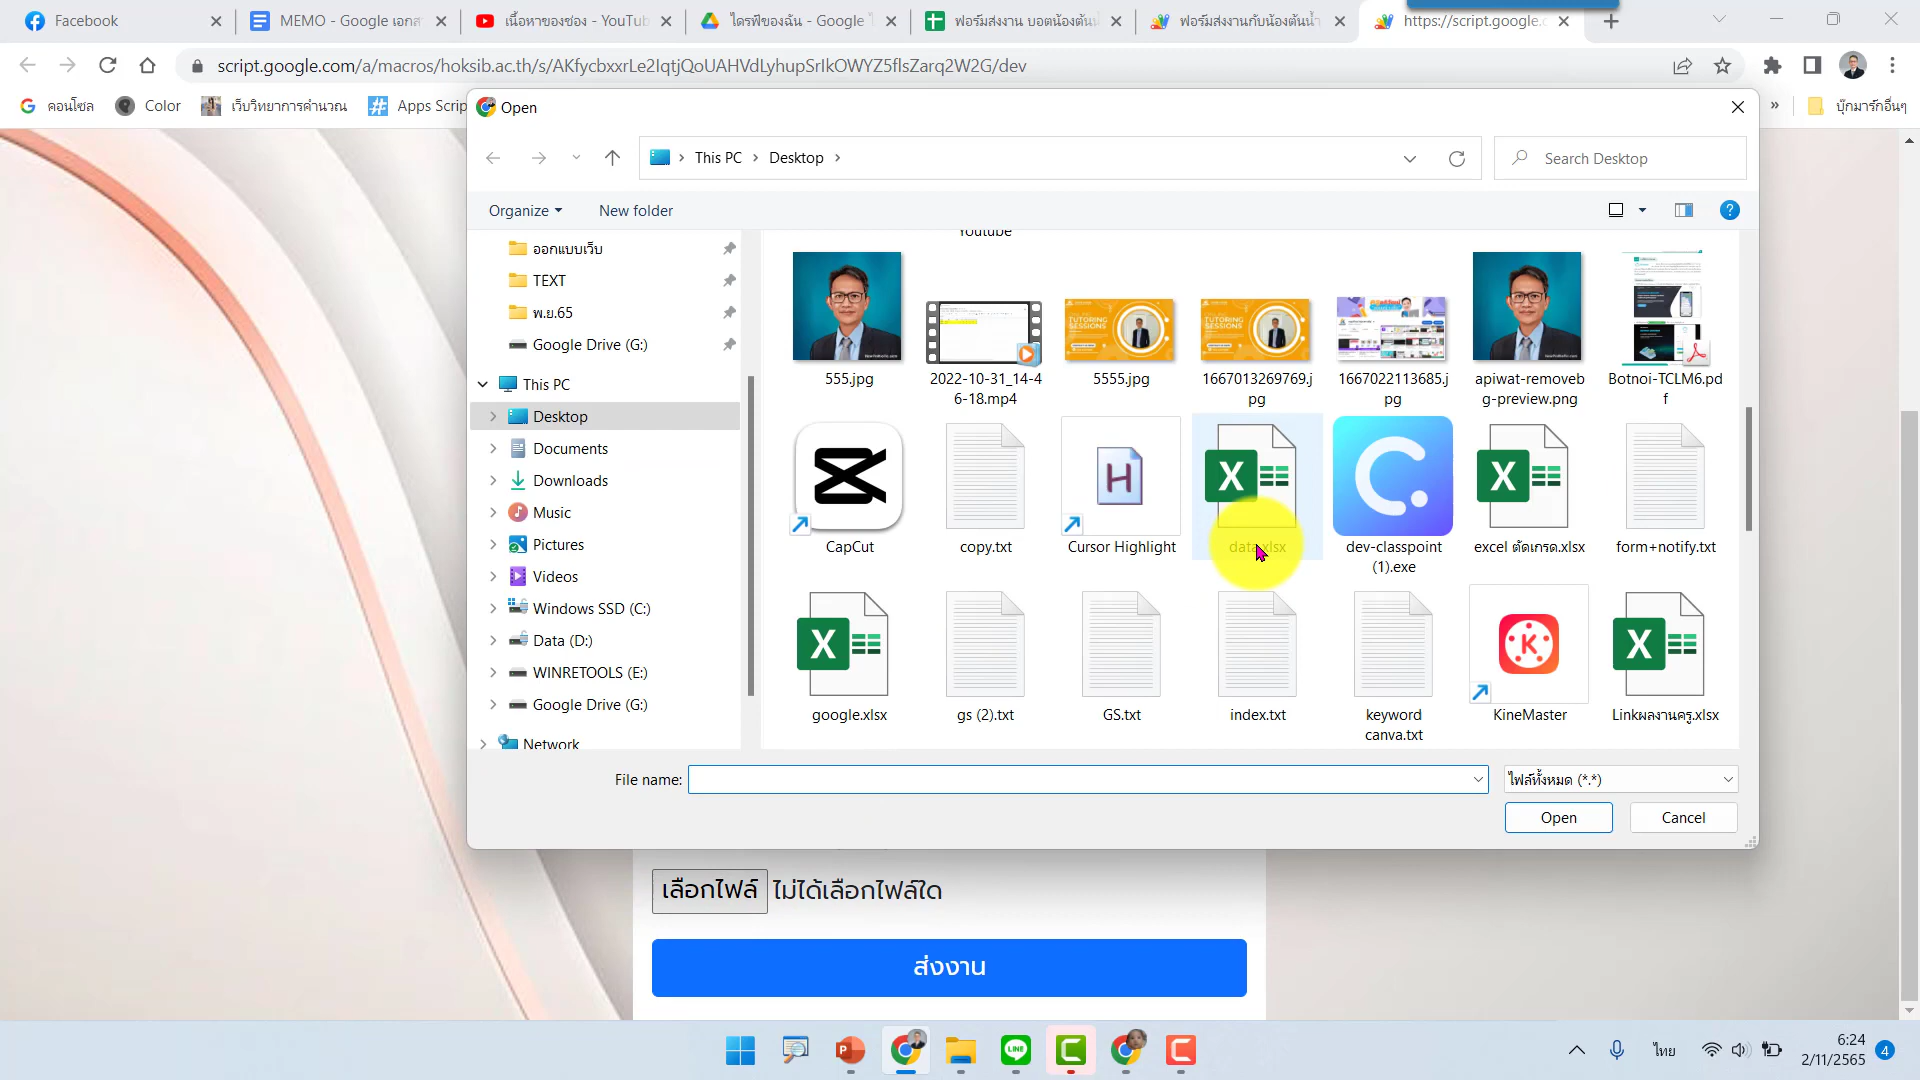 Facebook
MEMO - Google เอกส
เนื้อหาของช่อง - YouTub
ไดรฟ์ของฉัน - Google ไ
ฟอร์มส่งงาน บอตน้องต้นน้
ฟอร์มส่งงานกับน้องต้นน้ำ
https://script.google.c
script.google.com/a/macros/hoksib.ac.th/s/AKfycbxxrLe2IqtjQoUAHVdLyhupSrIkOWYZ5flsZarq2W2G/dev
คอนโซล
Color
เว็บวิทยาการคำนวณ
Apps Scrip
»
บุ๊กมาร์กอื่นๆ
Open
This PC
Desktop
Search Desktop
Organize
New folder
ออกแบบเว็บ
TEXT
พ.ย.65
Google Drive (G:)
This PC
Desktop
Documents
Downloads
Music
Pictures
Videos
Windows SSD (C:)
Data (D:)
WINRETOOLS (E:)
Google Drive (G:)
Network
Youtube
555.jpg
2022-10-31_14-4
6-18.mp4
5555.jpg
1667013269769.j
pg
1667022113685.j
pg
apiwat-removeb
g-preview.png
Botnoi-TCLM6.pd
f
CapCut
copy.txt
Cursor Highlight
data.xlsx
dev-classpoint
(1).exe
excel ตัดเกรด.xlsx
form+notify.txt
google.xlsx
gs (2).txt
GS.txt
index.txt
keyword
canva.txt
KineMaster
Linkผลงานครู.xlsx
File name:
ไฟล์ทั้งหมด (*.*)
Open
Cancel
เลือกไฟล์ ไม่ได้เลือกไฟล์ใด
ส่งงาน
ไทย
6:24
2/11/2565
4